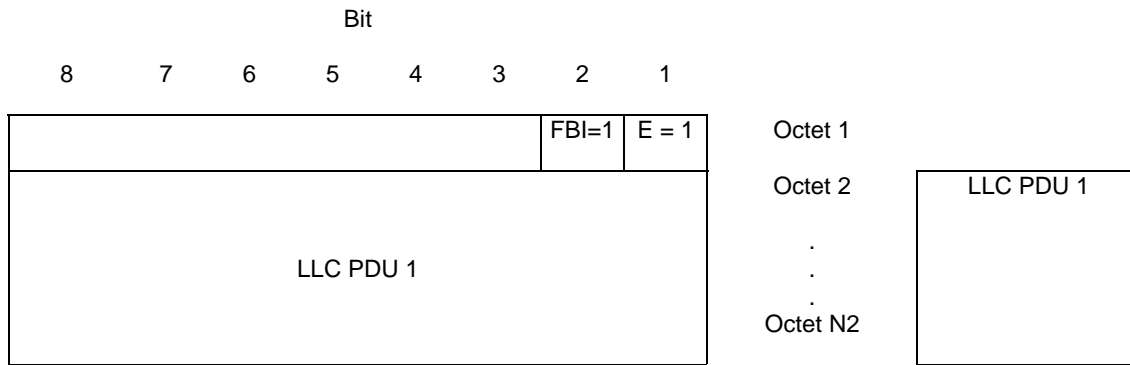 Bit
8 7 6 5 4 3 2 1
FBI=1 E = 1 Octet 1
Octet 2 LLC PDU 1
.
LLC PDU 1 .
.
Octet N2